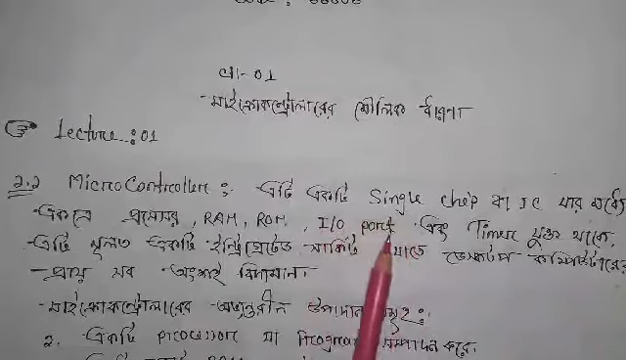 অা- ০১
মাইক্রোকন্ট্রোলারের মৌলিক ধারণা
Lecture : 01
১.১ MicroController : এটি একটি Single chip বা IC যার মধ্যে
একত্রে প্রসেসর, RAM, ROM, I/O port এবং Timer যুক্ত থাকে,
এটি মূলত একটি ইন্ট্রিগ্রেটেড সার্কিট যাতে ডেস্কটপ কম্পিউটারের
প্রায় সব অংশই বিদ্যমান।
মাইক্রোকন্ট্রোলারের অভ্যন্তরীন উপাদান :
১. একটি processor যা Program সম্পাদন করে।